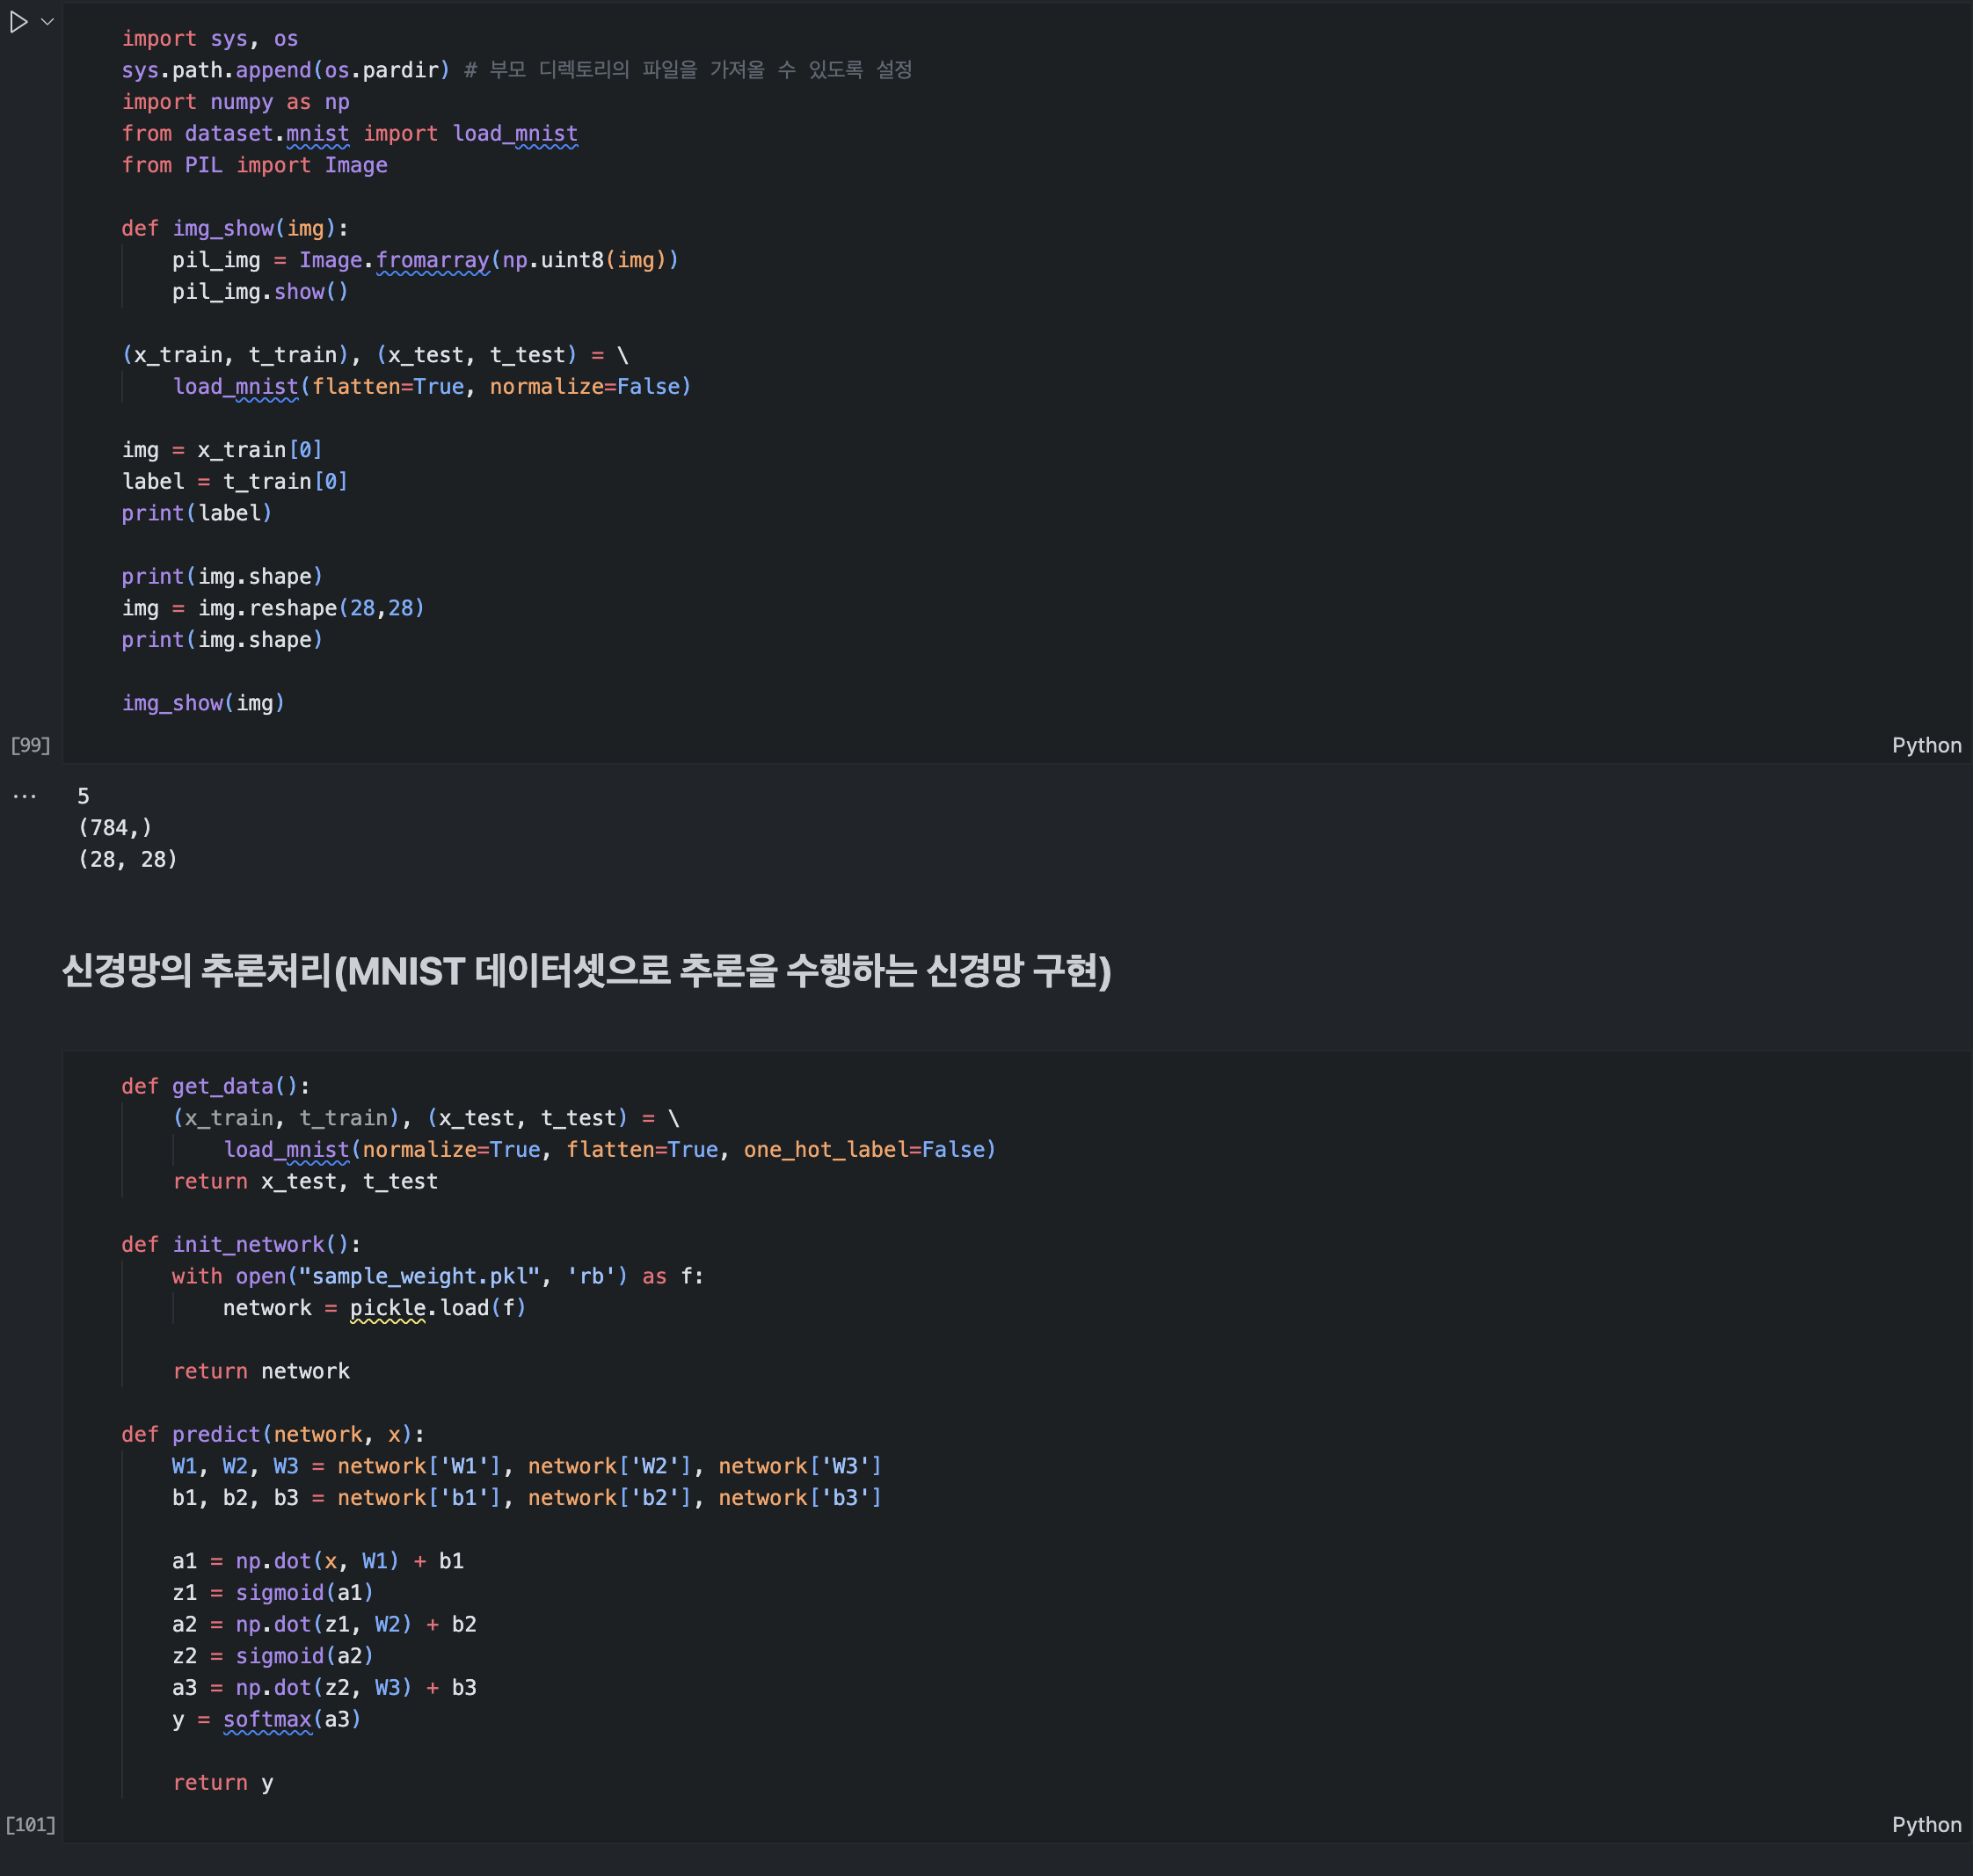 import sys, os
sys.path.append(os.pardir) # 부모 디렉토리의 파일을 가져올 수 있도록 설정
import numpy as np
from dataset.mnist import load_mnist
from PIL import Image

def img_show(img):
    pil_img = Image.fromarray(np.uint8(img))
    pil_img.show()

(x_train, t_train), (x_test, t_test) = \
    load_mnist(flatten=True, normalize=False)

img = x_train[0]
label = t_train[0]
print(label)

print(img.shape)
img = img.reshape(28,28)
print(img.shape)

img_show(img)
[99]
Python
... 5
(784,)
(28, 28)
신경망의 추론처리(MNIST 데이터셋으로 추론을 수행하는 신경망 구현)
def get_data():
    (x_train, t_train), (x_test, t_test) = \
        load_mnist(normalize=True, flatten=True, one_hot_label=False)
    return x_test, t_test

def init_network():
    with open("sample_weight.pkl", 'rb') as f:
        network = pickle.load(f)

    return network

def predict(network, x):
    W1, W2, W3 = network['W1'], network['W2'], network['W3']
    b1, b2, b3 = network['b1'], network['b2'], network['b3']

    a1 = np.dot(x, W1) + b1
    z1 = sigmoid(a1)
    a2 = np.dot(z1, W2) + b2
    z2 = sigmoid(a2)
    a3 = np.dot(z2, W3) + b3
    y = softmax(a3)

    return y
[101]
Python